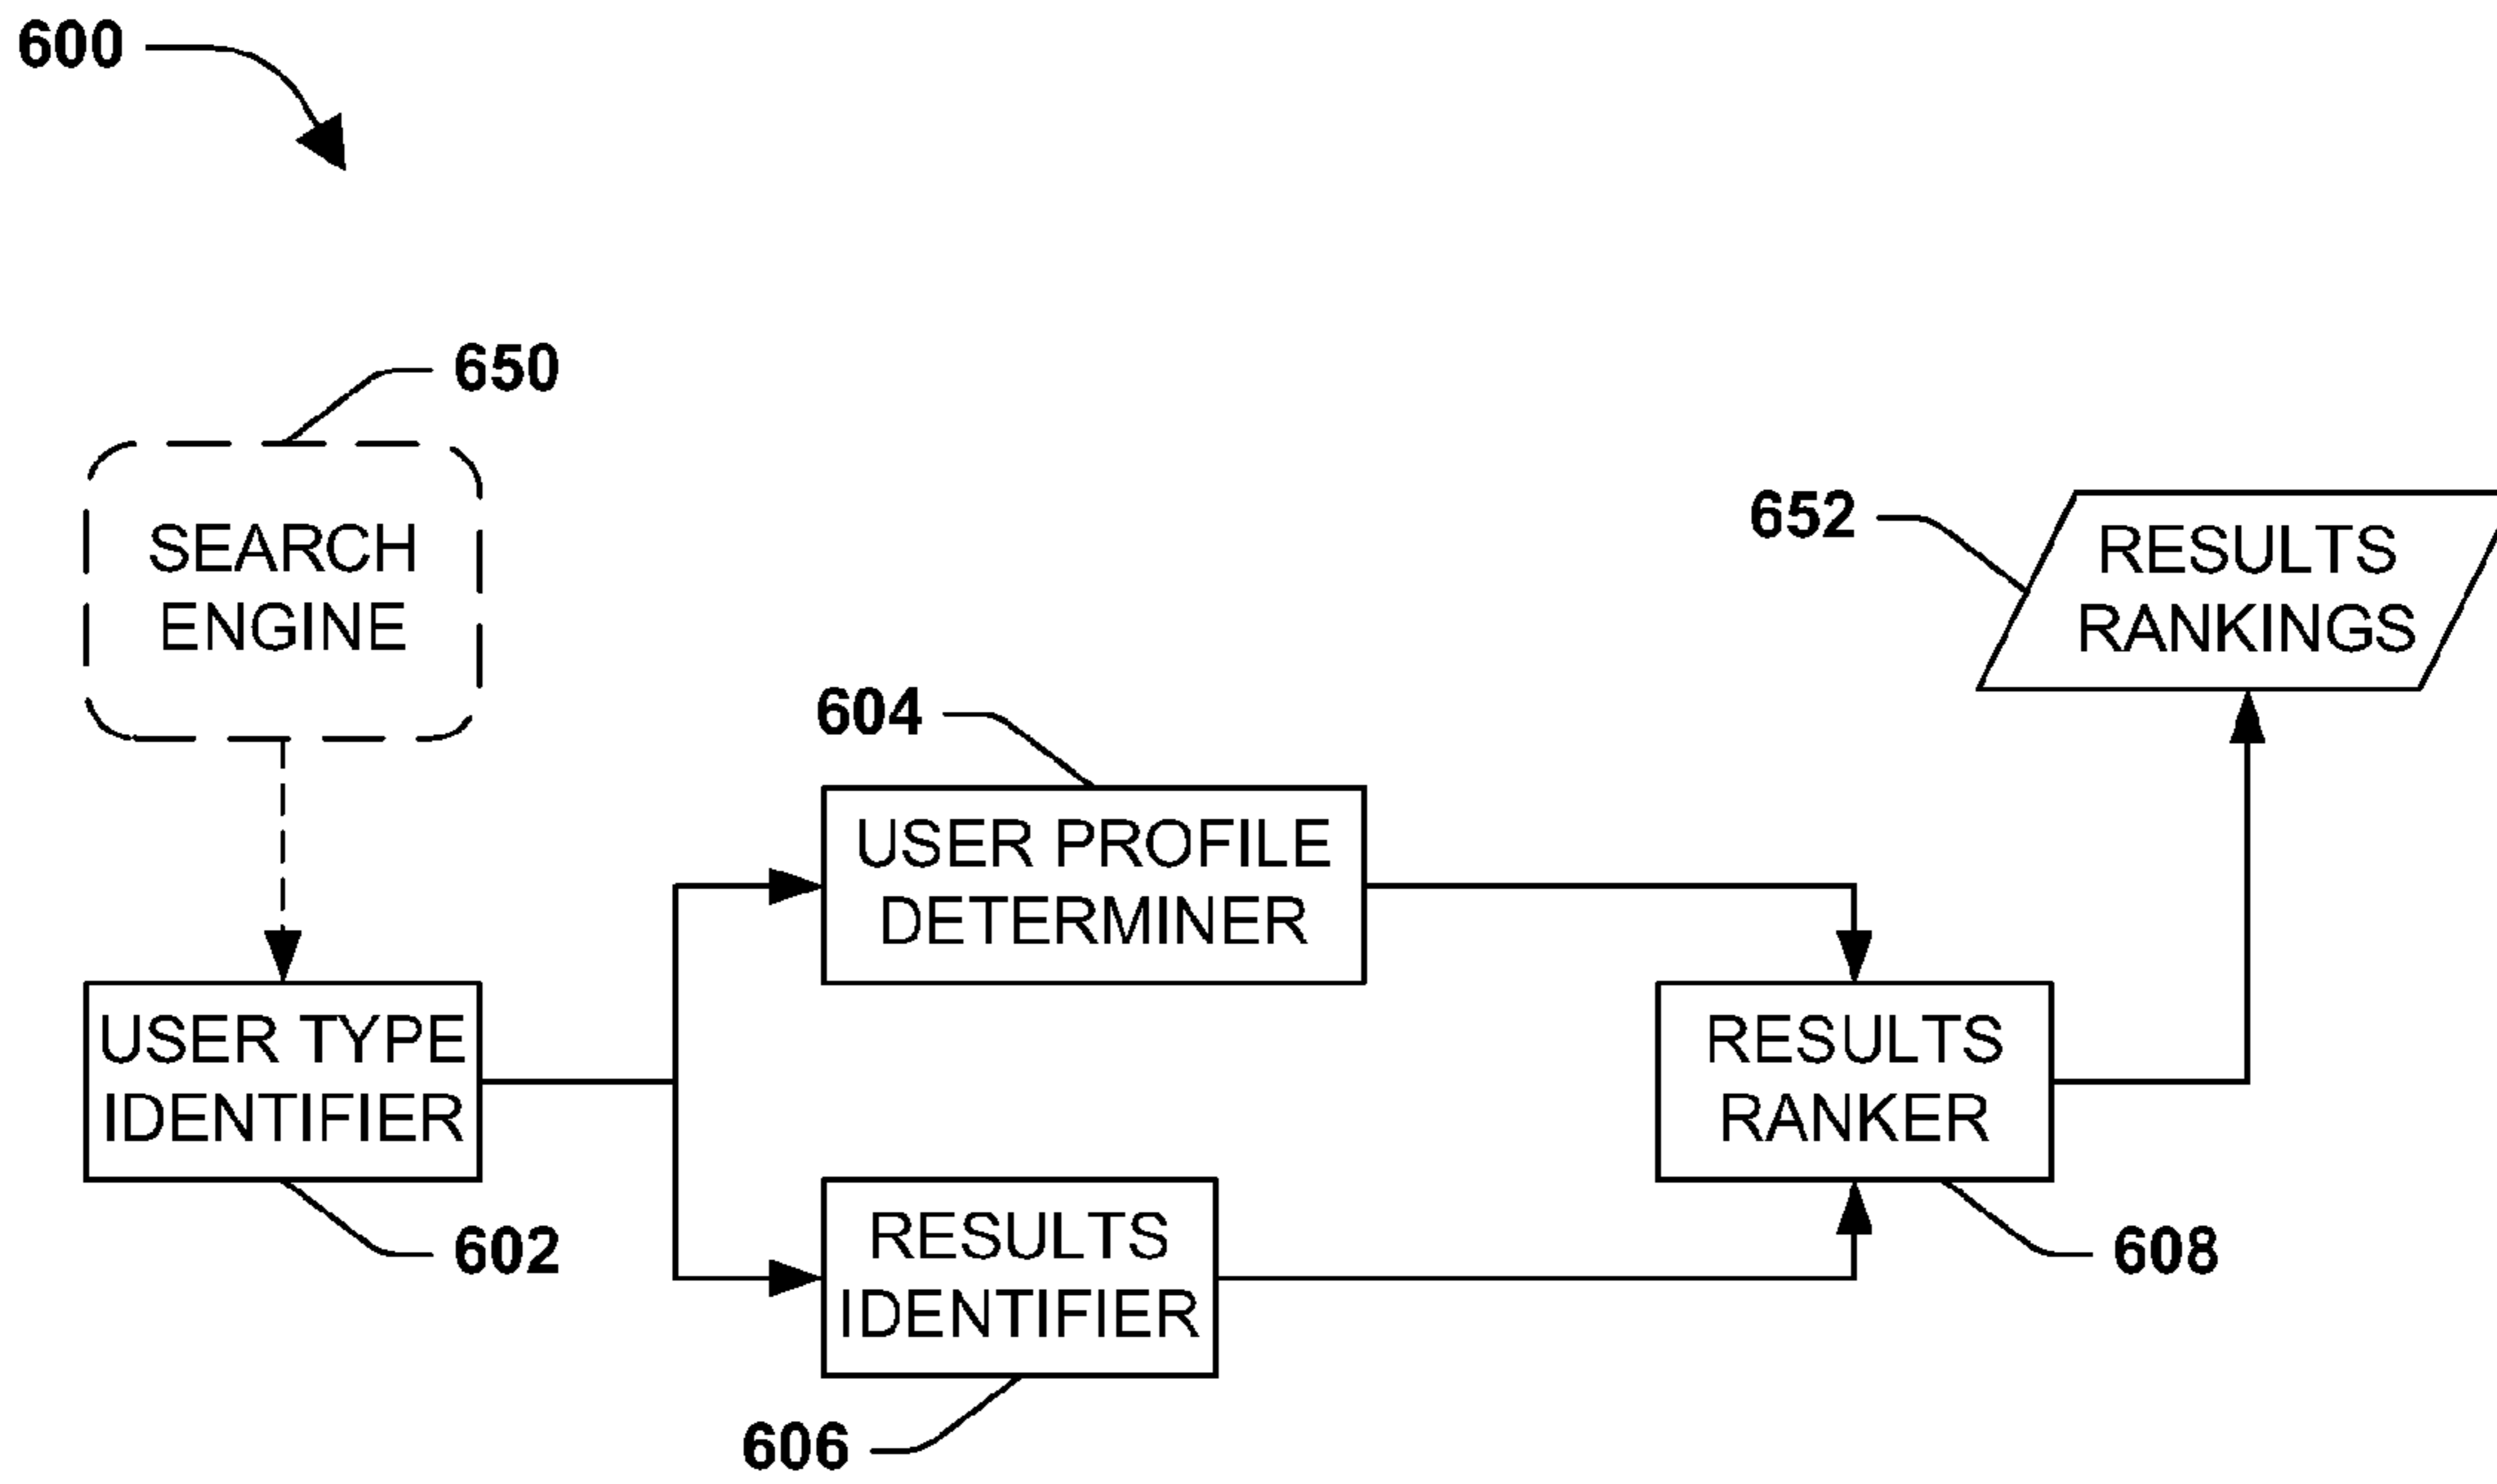 600
650
SEARCH
ENGINE
652
RESULTS
RANKINGS
604
USER PROFILE
DETERMINER
USER TYPE
IDENTIFIER
602
RESULTS
RANKER
608
RESULTS
IDENTIFIER
606